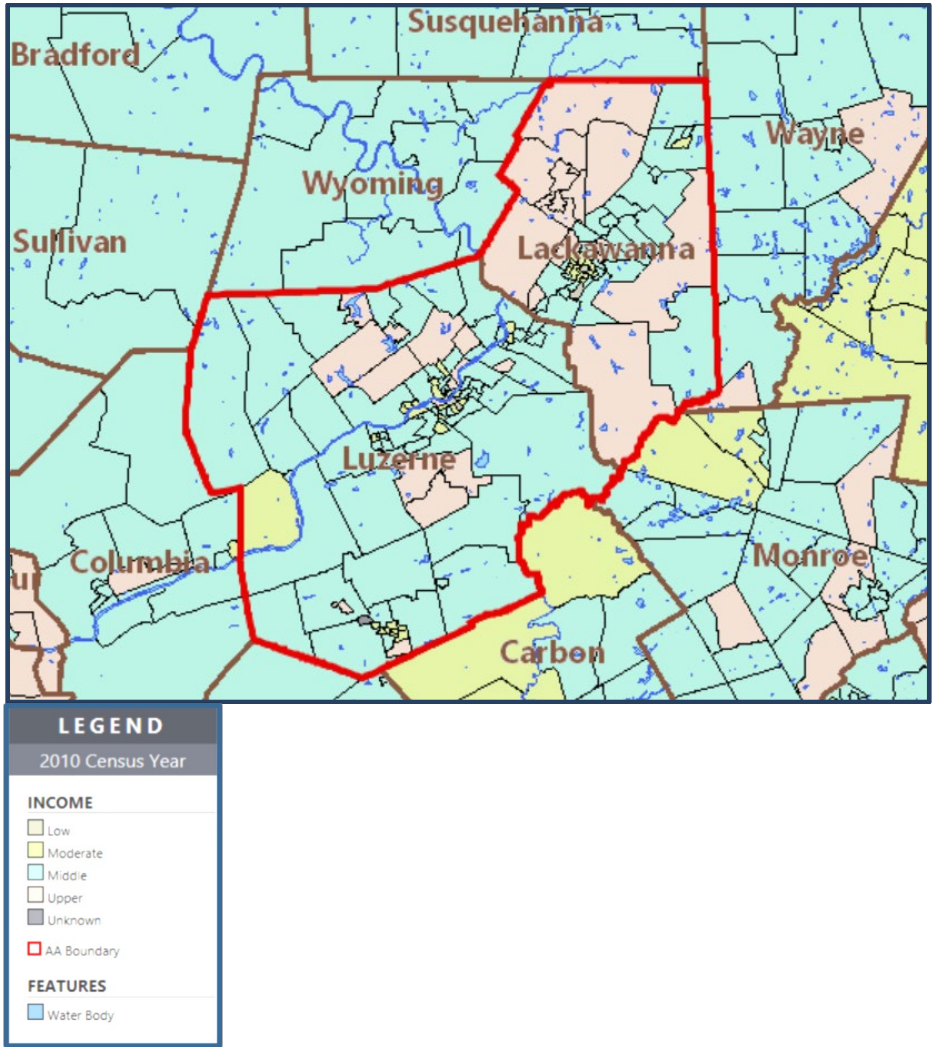 Susquehanna
Bradford
Wayne
Wyoming
Sullivan
Lackawanna
Luzerne
Columbia
ur
Monroe
Carbon
LEGEND
2010 Census Year
INCOME
Low
Moderate
Middle
Upper
Unknown
AA Boundary
FEATURES
Water Body